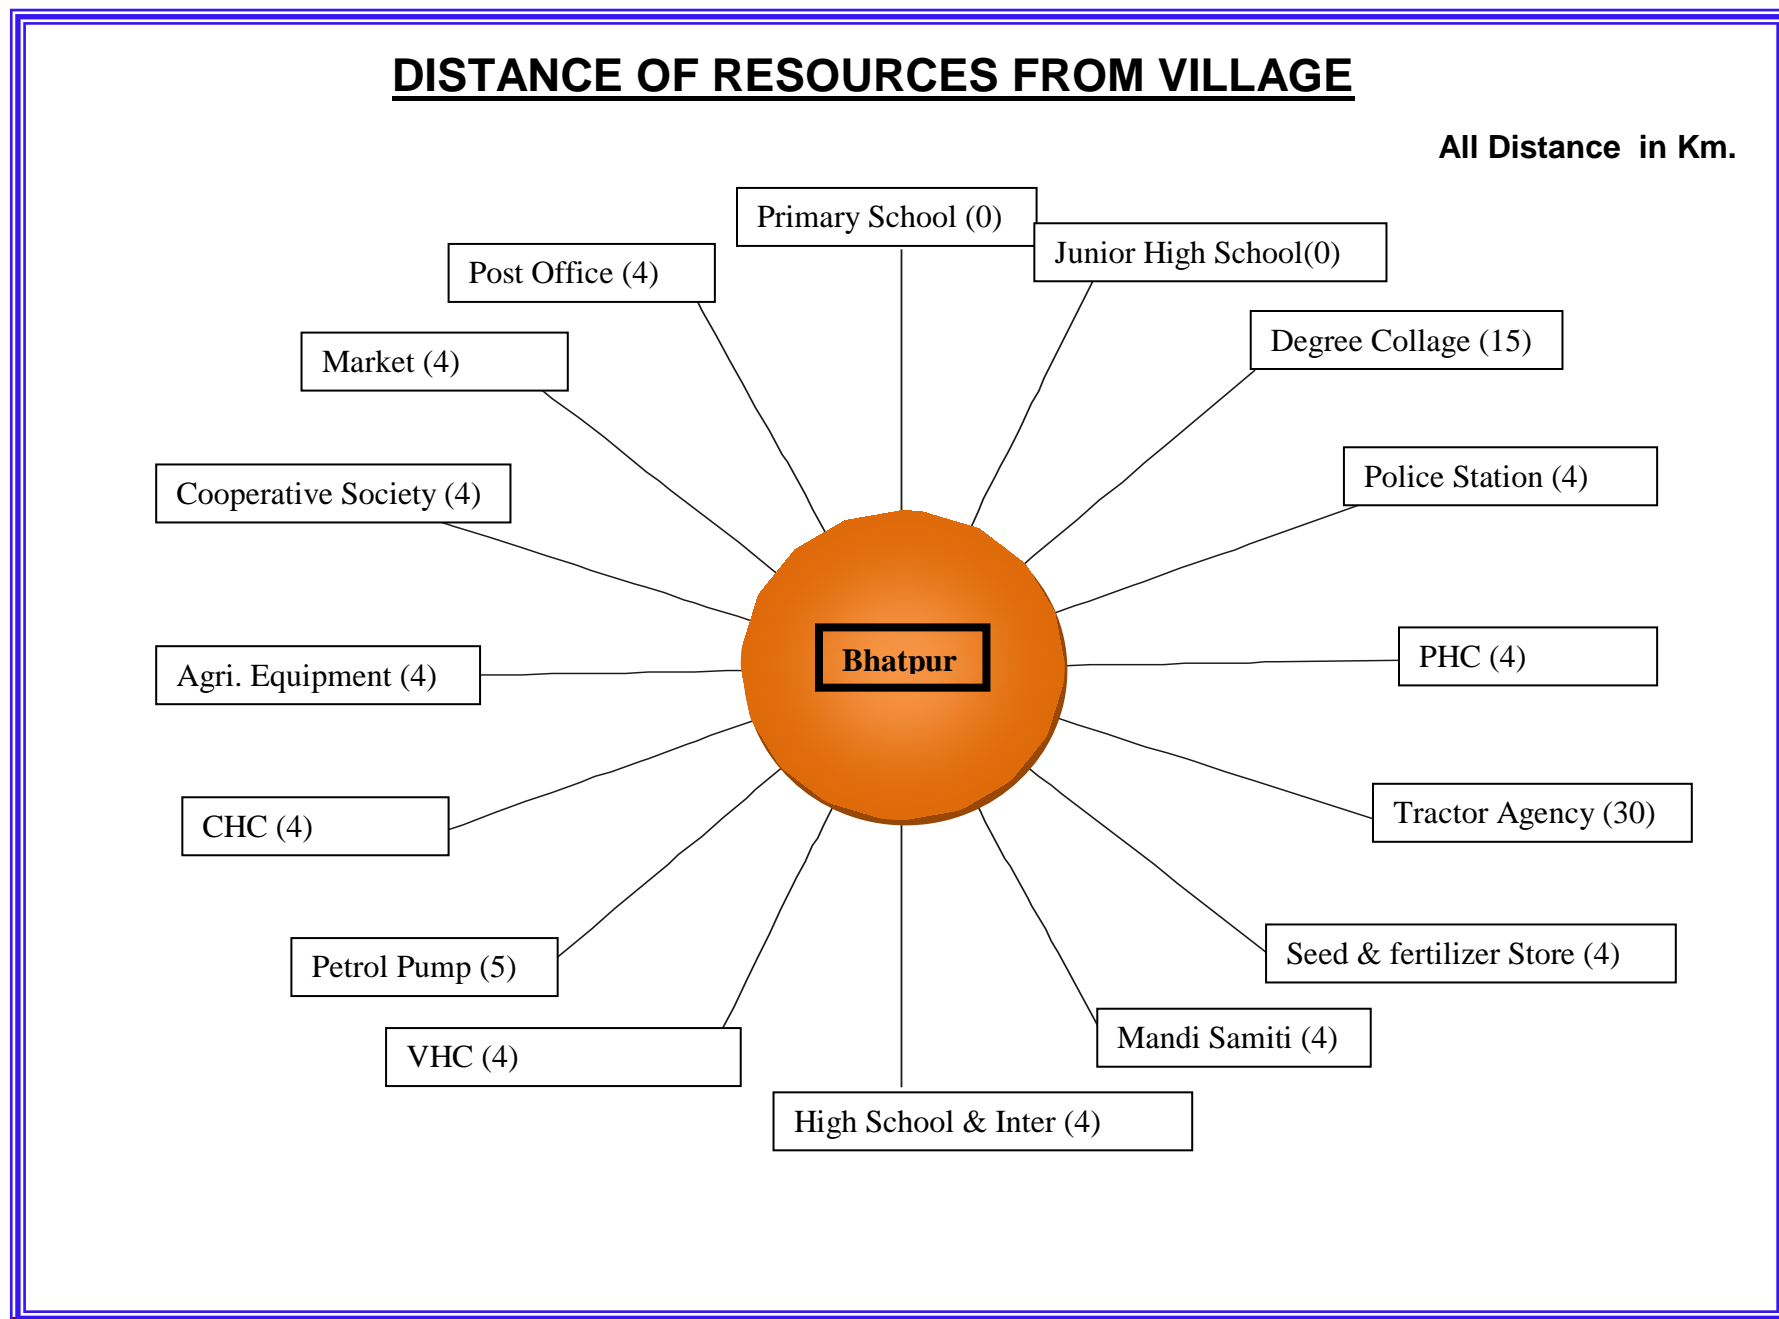 DISTANCE OF RESOURCES FROM VILLAGE
All Distance in Km.
Primary School (0)
Junior High School(0)
Post Office (4)
Degree Collage (15)
Market (4)
Police Station (4)
Cooperative Society (4)
Bhatpur
PHC (4)
Agri. Equipment (4)
Tractor Agency (30)
CHC (4)
Seed & fertilizer Store (4)
Petrol Pump (5)
Mandi Samiti (4)
VHC (4)
High School & Inter (4)